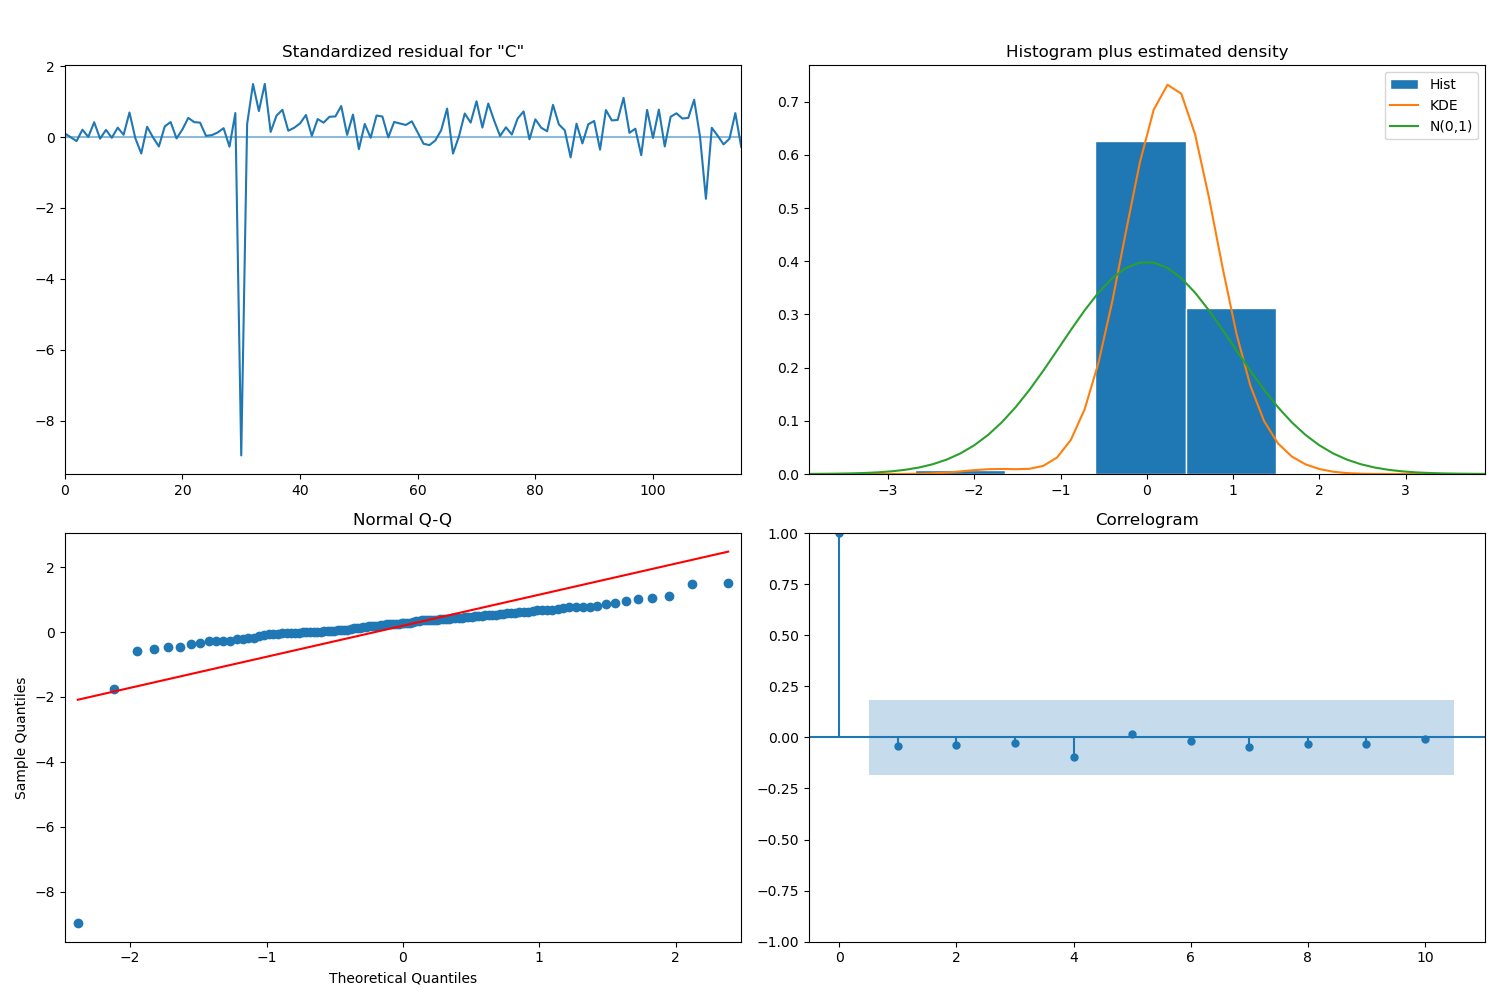 Standardized residual for "C"
2
0
−2
−4
−6
−8
0 20 40 60 80 100
Histogram plus estimated density
Hist
KDE
N(0,1)
0.7
0.6
0.5
0.4
0.3
0.2
0.1
0.0
−3 −2 −1 0 1 2 3
Normal Q-Q
Sample Quantiles
2
0
−2
−4
−6
−8
−2 −1 0 1 2
Theoretical Quantiles
Correlogram
1.00
0.75
0.50
0.25
0.00
−0.25
−0.50
−0.75
−1.00
0 2 4 6 8 10